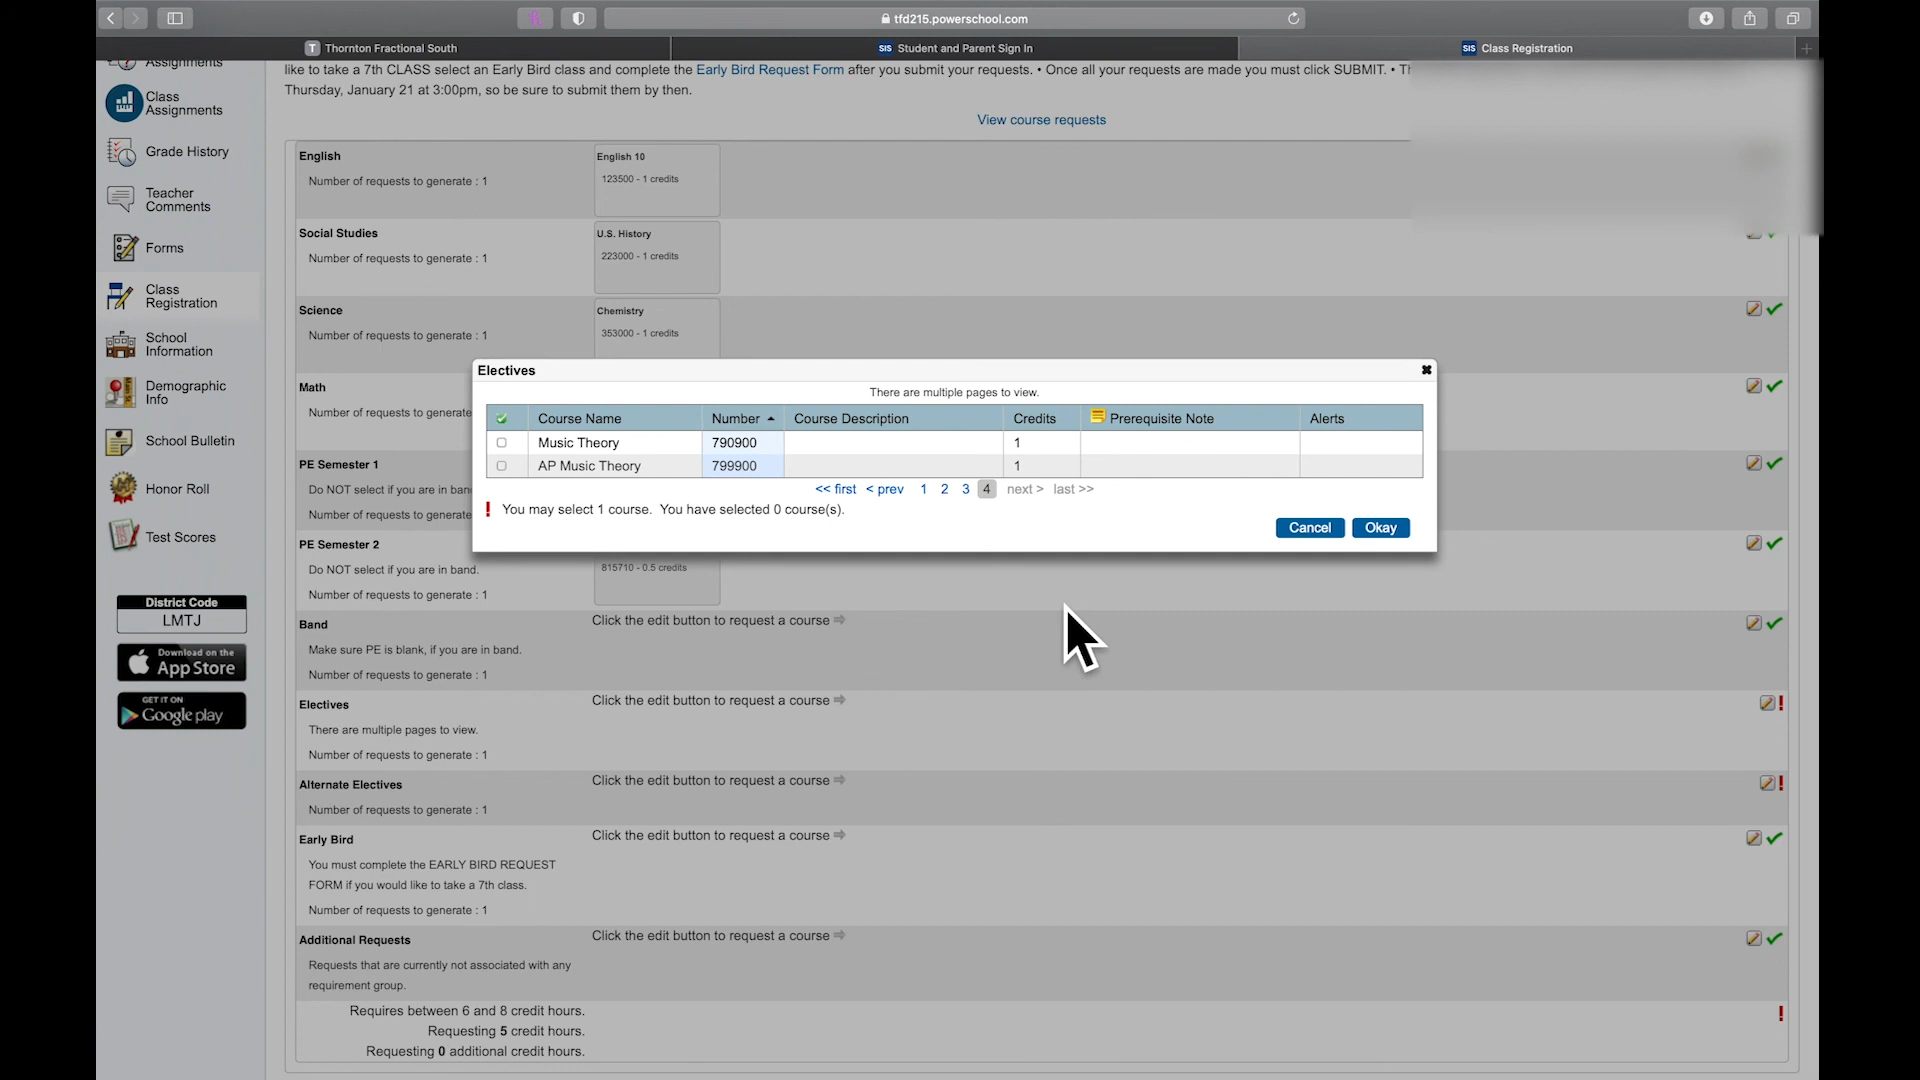 tfd215.powerschool.com
T Thornton Fractional South
SIS Student and Parent Sign In
SIS Class Registration
Assignments
like to take a 7th CLASS select an Early Bird class and complete the Early Bird Request Form after you submit your requests. • Once all your requests are made you must click SUBMIT. •
Thursday, January 21 at 3:00pm, so be sure to submit them by then.
View course requests
Class
Assignments
Grade History
Teacher
Comments
Forms
Class
Registration
School
Information
Demographic
Info
School Bulletin
Honor Roll
Test Scores
District Code
LMTJ
Download on the
App Store
GET IT ON
Google play
English
Number of requests to generate : 1
English 10
123500 - 1 credits
Social Studies
Number of requests to generate : 1
U.S. History
223000 - 1 credits
Science
Number of requests to generate : 1
Chemistry
353000 - 1 credits
Math
Number of requests to generate
PE Semester 1
Do NOT select if you are in
Number of requests to generate
PE Semester 2
Do NOT select if you are in band.
Number of requests to generate : 1
815710 - 0.5 credits
Electives
There are multiple pages to view.
Course Name Number Course Description Credits Prerequisite Note Alerts
Music Theory 790900 1
AP Music Theory 799900 1
<< first < prev 1 2 3 4 next > last >>
! You may select 1 course. You have selected 0 course(s).
Cancel Okay
Band
Make sure PE is blank, if you are in band.
Number of requests to generate : 1
Click the edit button to request a course
Electives
There are multiple pages to view.
Number of requests to generate : 1
Click the edit button to request a course
!
Alternate Electives
Number of requests to generate : 1
Click the edit button to request a course
!
Early Bird
You must complete the EARLY BIRD REQUEST
FORM if you would like to take a 7th class.
Number of requests to generate : 1
Click the edit button to request a course
Additional Requests
Requests that are currently not associated with any
requirement group.
Click the edit button to request a course
Requires between 6 and 8 credit hours.
Requesting 5 credit hours.
Requesting 0 additional credit hours.
!